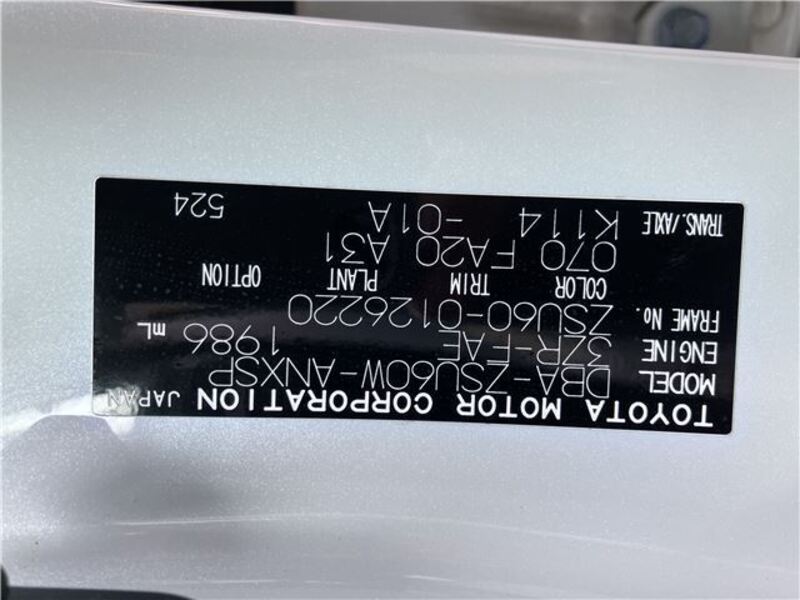 TOYOTA MOTOR CORPORATION JAPAN
MODEL DBA-ZSU60W-ANXSP
ENGINE 3ZR-FAE 1986 mL
FRAME No. ZSU60-0126220
COLOR TRIM PLANT OPTION
070 FA20 A31
TRANS./AXLE K114 -01A 524